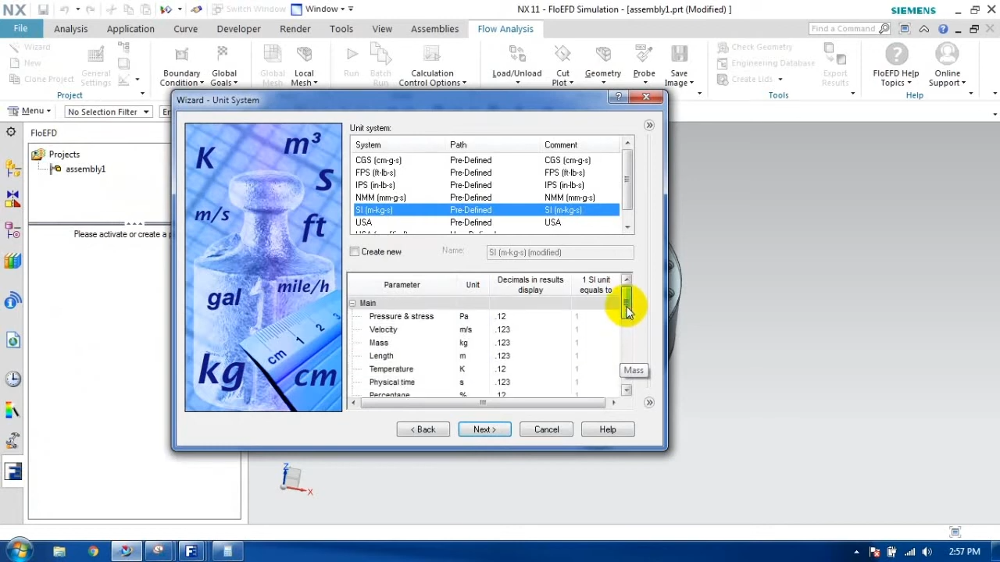 NX
Switch Window
Window
NX 11 - FloEFD Simulation - [assembly1.prt (Modified) ]
SIEMENS
File
Analysis
Application
Curve
Developer
Render
Tools
View
Assemblies
Flow Analysis
Find a Command
Wizard
New
Clone Project
General Settings
Project
Boundary Condition
Global Goals
Global Mesh
Local Mesh
Run
Batch Run
Calculation Control Options
Load/Unload
Cut Plot
Geometry
Probe
Save Image
Check Geometry
Engineering Database
Create Lids
Export Results
Tools
FloEFD Help Topics
Online Support
Help
Menu
No Selection Filter
FloEFD
Projects
assembly1
Please activate or create a p
Wizard - Unit System
K
m³
S
m/s
ft
mile/h
gal
cm 1 2 3
kg
cm
Unit system:
System Path Comment
CGS (cm-g-s) Pre-Defined CGS (cm-g-s)
FPS (ft-lb-s) Pre-Defined FPS (ft-lb-s)
IPS (in-lb-s) Pre-Defined IPS (in-lb-s)
NMM (mm-g-s) Pre-Defined NMM (mm-g-s)
SI (m-kg-s) Pre-Defined SI (m-kg-s)
USA Pre-Defined USA
Create new Name: SI (m-kg-s) (modified)
Parameter Unit Decimals in results display 1 SI unit equals to
Main
Pressure & stress Pa .12 1
Velocity m/s .123 1
Mass kg .123 1
Length m .123 1
Temperature K .12 1
Physical time s .123 1
Percentage % .12
Mass
< Back
Next >
Cancel
Help
Z
X
2:57 PM